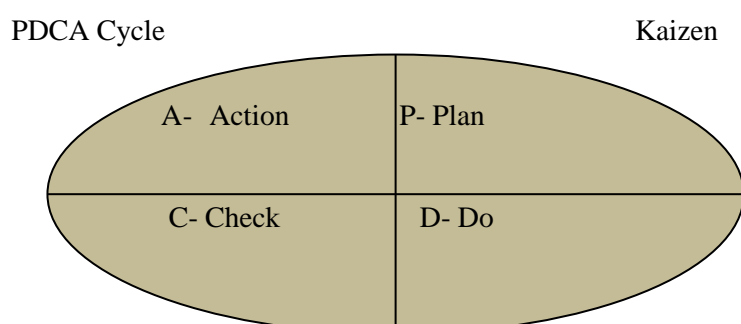 PDCA Cycle Kaizen
A- Action P- Plan
C- Check D- Do